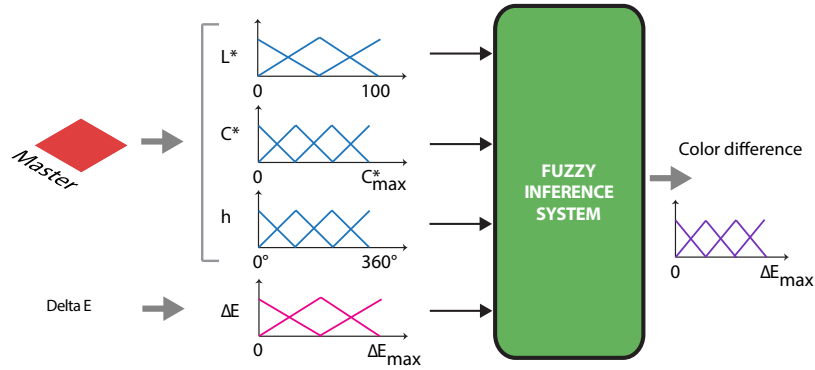 Master
L*
0 100
C*
0 C*max
h
0° 360°
Delta E
ΔE
0 ΔEmax
FUZZY
INFERENCE
SYSTEM
Color difference
0 ΔEmax